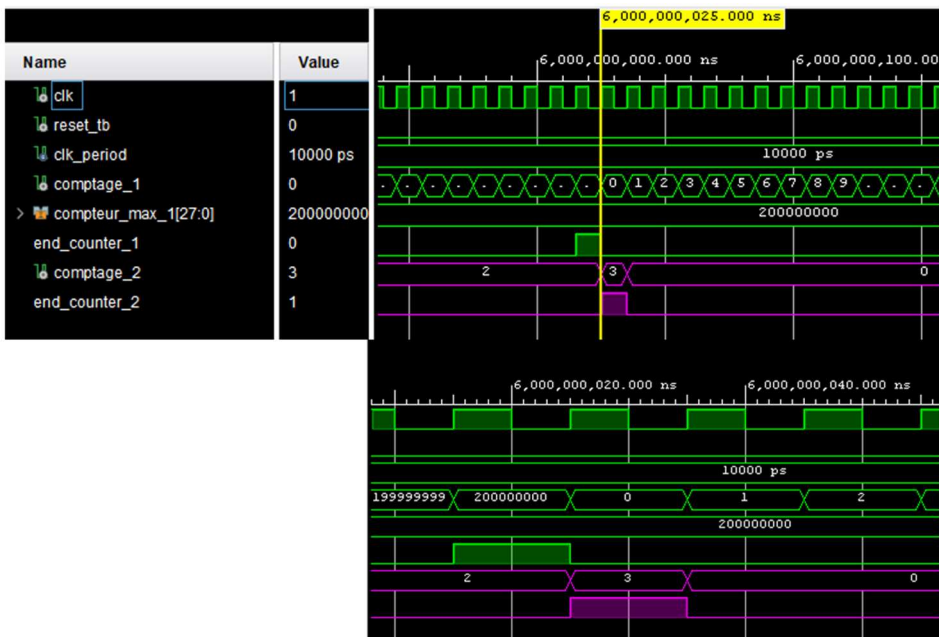 6,000,000,025.000 ns
Name Value
6,000,000,000.000 ns 6,000,000,100.00
clk 1
reset_tb 0
clk_period 10000 ps 10000 ps
comptage_1 0 . . . . . . . . 0 1 2 3 4 5 6 7 8 9 . . .
> compteur_max_1[27:0] 200000000 200000000
end_counter_1 0
comptage_2 3 2 3 0
end_counter_2 1
6,000,000,020.000 ns 6,000,000,040.000 ns
10000 ps
199999999 200000000 0 1 2
200000000
2 3 0